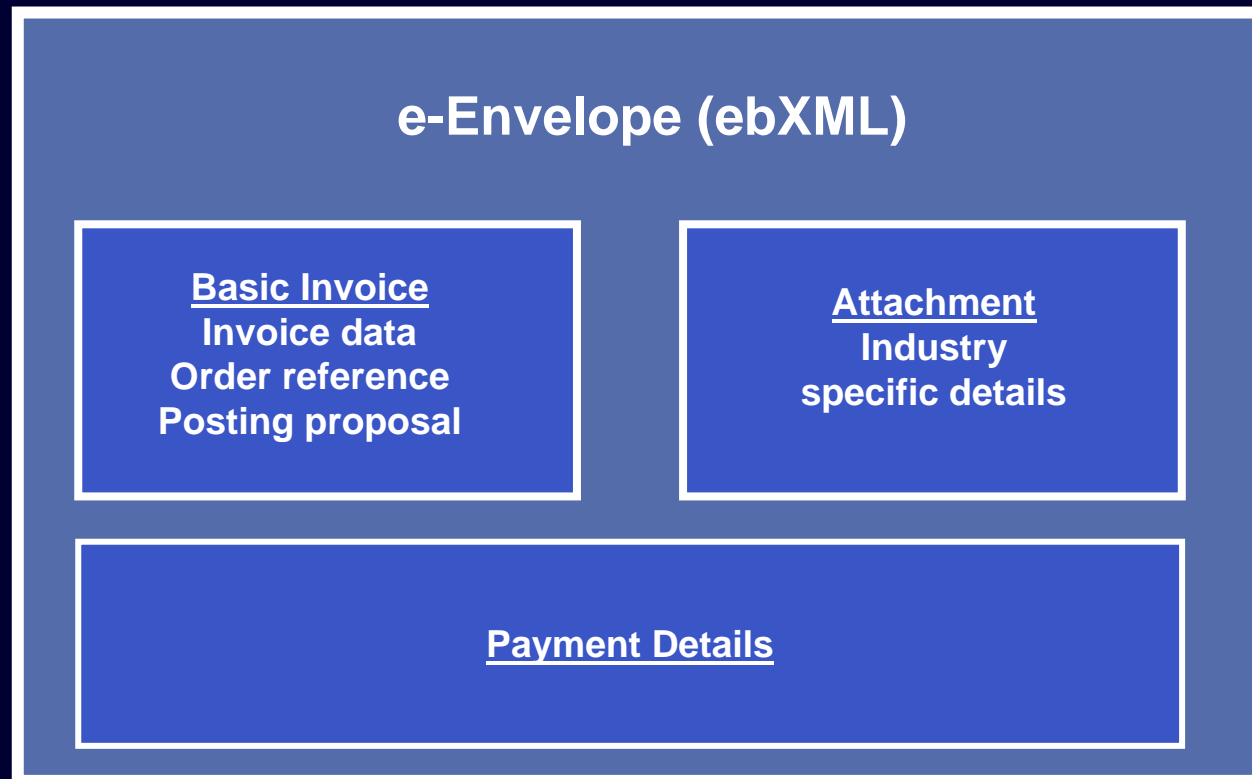 e-Envelope (ebXML)
Basic Invoice
Invoice data
Order reference
Posting proposal
Attachment
Industry
specific details
Payment Details